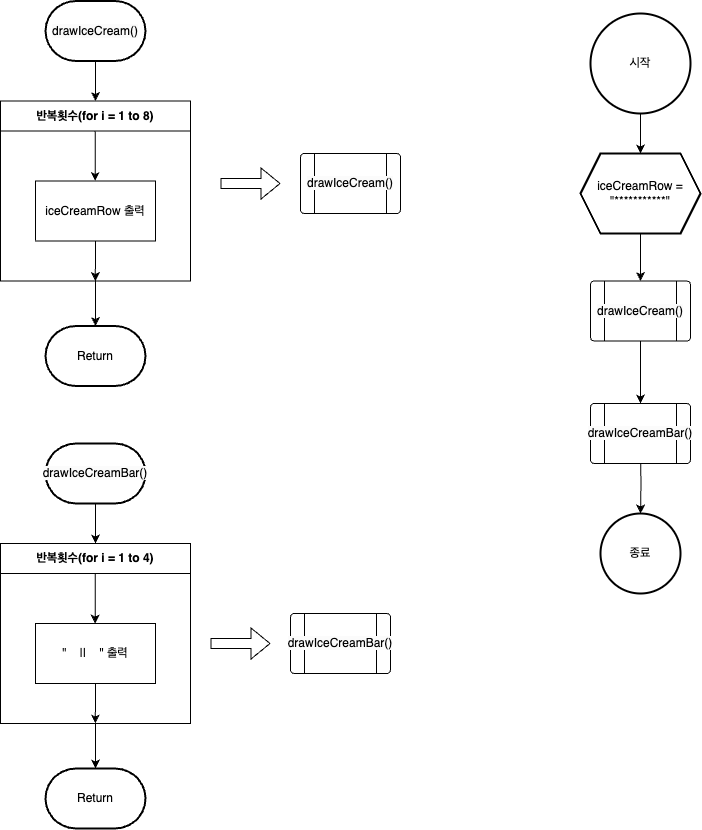 drawIceCream()
반복횟수(for i = 1 to 8)
iceCreamRow 출력
Return
drawIceCream()
drawIceCreamBar()
반복횟수(for i = 1 to 4)
"    ||    " 출력
Return
drawIceCreamBar()
시작
iceCreamRow =
"***********"
drawIceCream()
drawIceCreamBar()
종료